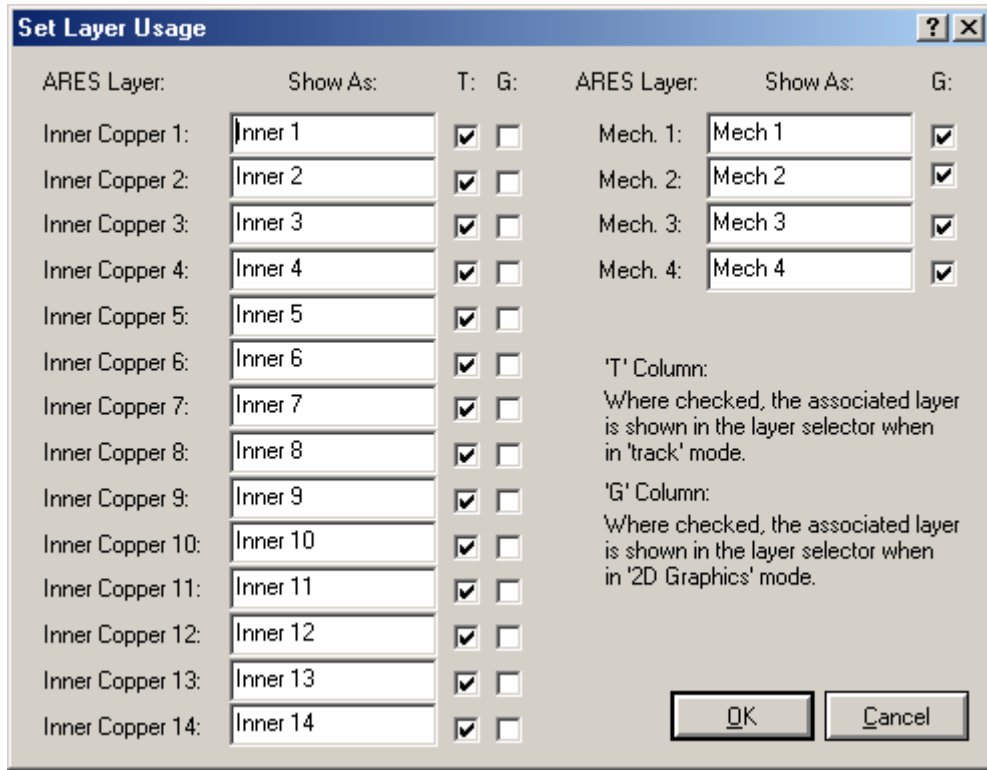 Set Layer Usage
ARES Layer: Show As: T: G: ARES Layer: Show As: G:
Inner Copper 1: Inner 1 Mech. 1: Mech 1
Inner Copper 2: Inner 2 Mech. 2: Mech 2
Inner Copper 3: Inner 3 Mech. 3: Mech 3
Inner Copper 4: Inner 4 Mech. 4: Mech 4
Inner Copper 5: Inner 5
Inner Copper 6: Inner 6
Inner Copper 7: Inner 7
Inner Copper 8: Inner 8
Inner Copper 9: Inner 9
Inner Copper 10: Inner 10
Inner Copper 11: Inner 11
Inner Copper 12: Inner 12
Inner Copper 13: Inner 13
Inner Copper 14: Inner 14
'T' Column:
Where checked, the associated layer
is shown in the layer selector when
in 'track' mode.
'G' Column:
Where checked, the associated layer
is shown in the layer selector when
in '2D Graphics' mode.
OK Cancel